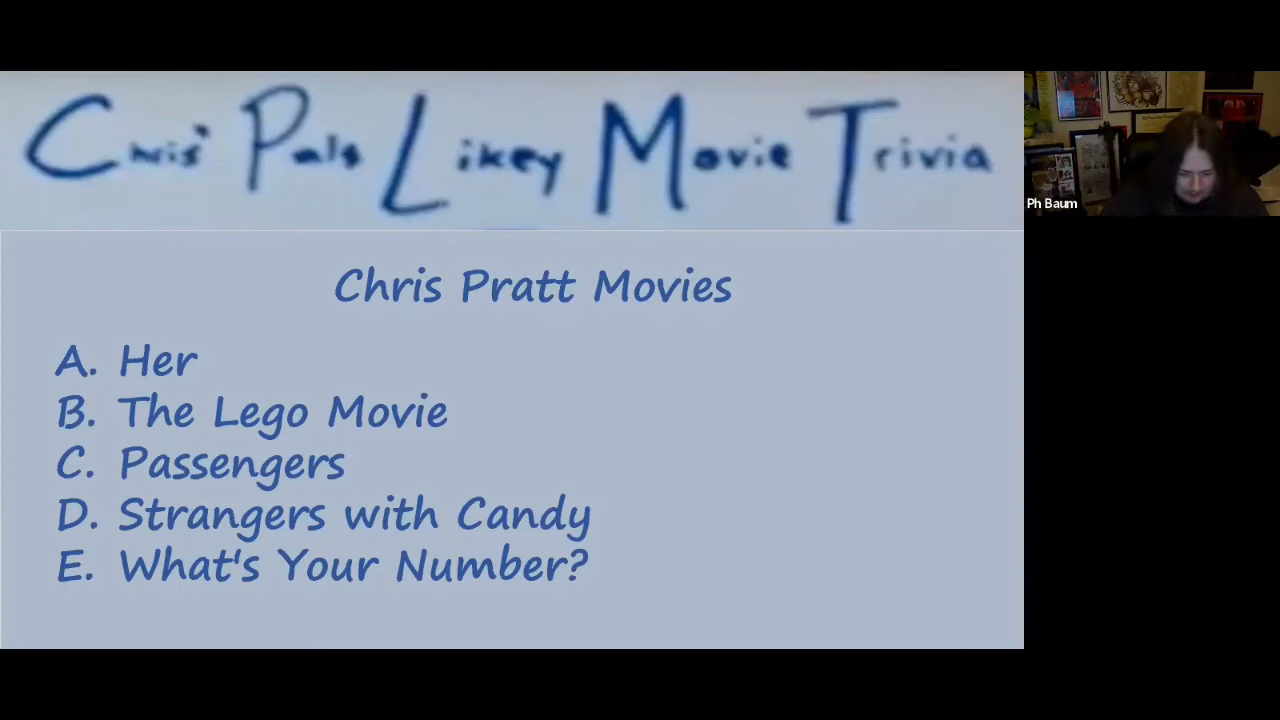 Chris' Pals Likey Movie Trivia
Ph Baum
Chris Pratt Movies
A. Her
B. The Lego Movie
C. Passengers
D. Strangers with Candy
E. What's Your Number?